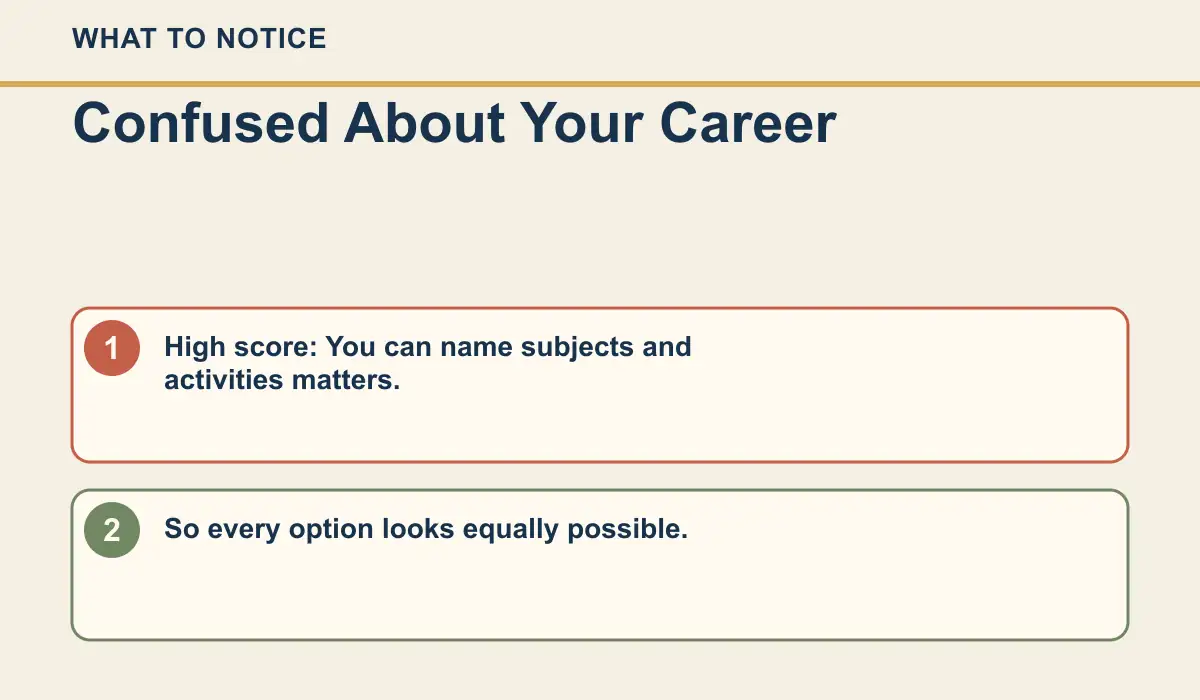 WHAT TO NOTICE
Confused About Your Career
1
High score: You can name subjects and
activities matters.
2
So every option looks equally possible.